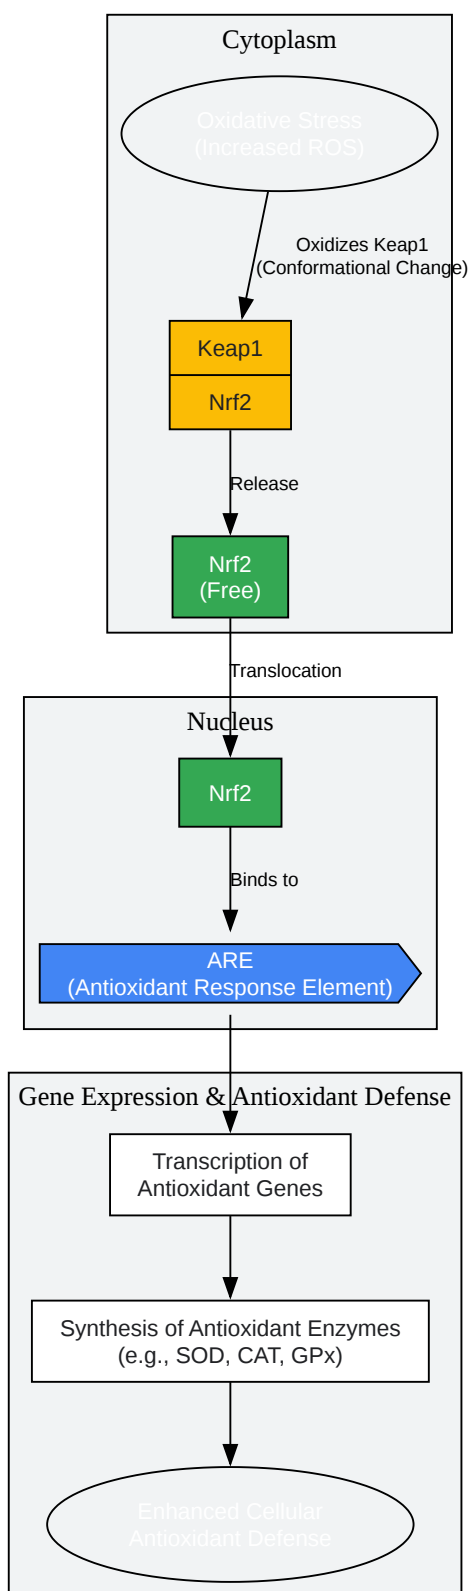 Cytoplasm
Oxidative Stress
(Increased ROS)
Oxidizes Keap1
(Conformational Change)
Keap1
Nrf2
Release
Nrf2
(Free)
Translocation
Nucleus
Nrf2
Binds to
ARE
(Antioxidant Response Element)
Gene Expression & Antioxidant Defense
Transcription of
Antioxidant Genes
Synthesis of Antioxidant Enzymes
(e.g., SOD, CAT, GPx)
Enhanced Cellular
Antioxidant Defense